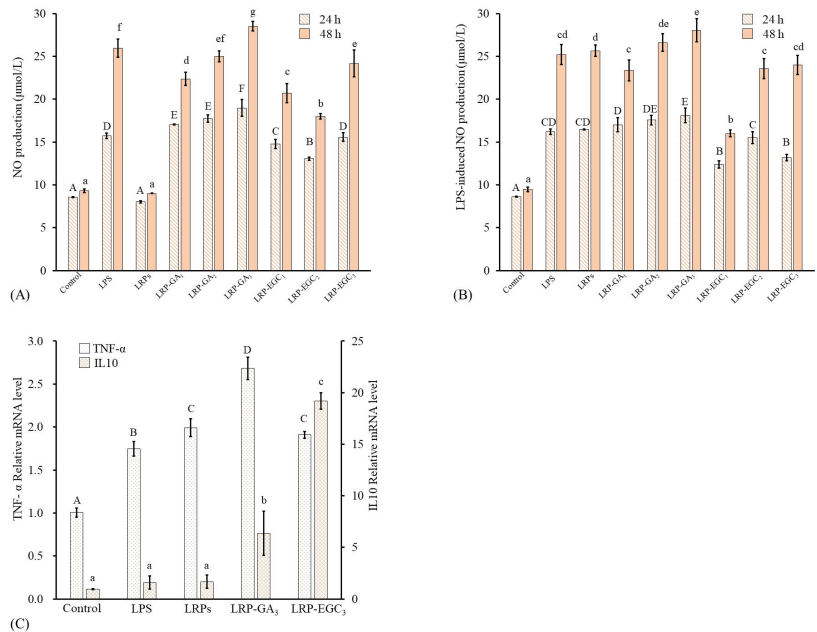 NO production (μmol/L)
30
25
20
15
10
5
0
24 h
48 h
A a D f A a E d E ef F g C c B b D e
Control LPS LRPs LRP-GA₁ LRP-GA₂ LRP-GA₃ LRP-EGC₁ LRP-EGC₂ LRP-EGC₃
(A)
LPS-induced NO production (μmol/L)
30
25
20
15
10
5
0
24 h
48 h
A a CD cd CD d D c DE de E e B b C c B cd
Control LPS LRPs LRP-GA₁ LRP-GA₂ LRP-GA₃ LRP-EGC₁ LRP-EGC₂ LRP-EGC₃
(B)
TNF- α Relative mRNA level
3.0
2.5
2.0
1.5
1.0
0.5
0.0
TNF-α
IL10
A a B a C a D b C c
Control LPS LRPs LRP-GA₃ LRP-EGC₃
25
20
15
10
5
0
IL10 Relative mRNA level
(C)